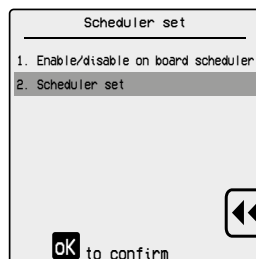 Scheduler set
1. Enable/disable on board scheduler
2. Scheduler set
oK to confirm